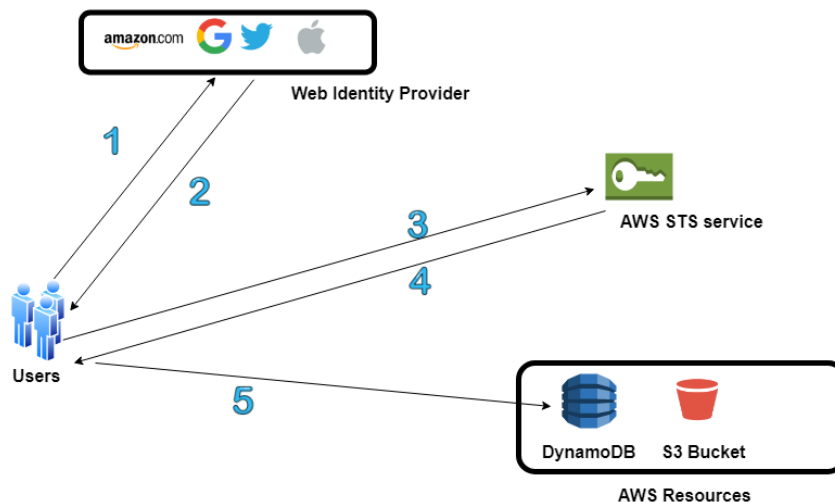 amazon.com
Web Identity Provider
1
2
3
AWS STS service
4
Users
5
DynamoDB
S3 Bucket
AWS Resources